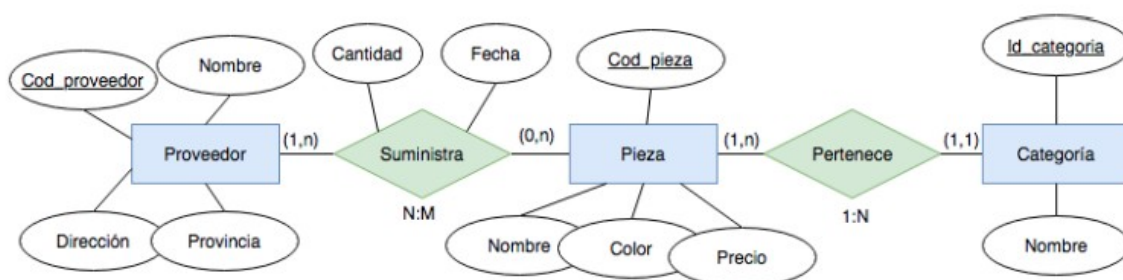 Cod_proveedor
Nombre
Cantidad
Fecha
Cod_pieza
Id_categoria
Proveedor
(1,n)
Suministra
(0,n)
Pieza
(1,n)
Pertenece
(1,1)
Categoría
N:M
1:N
Dirección
Provincia
Nombre
Color
Precio
Nombre